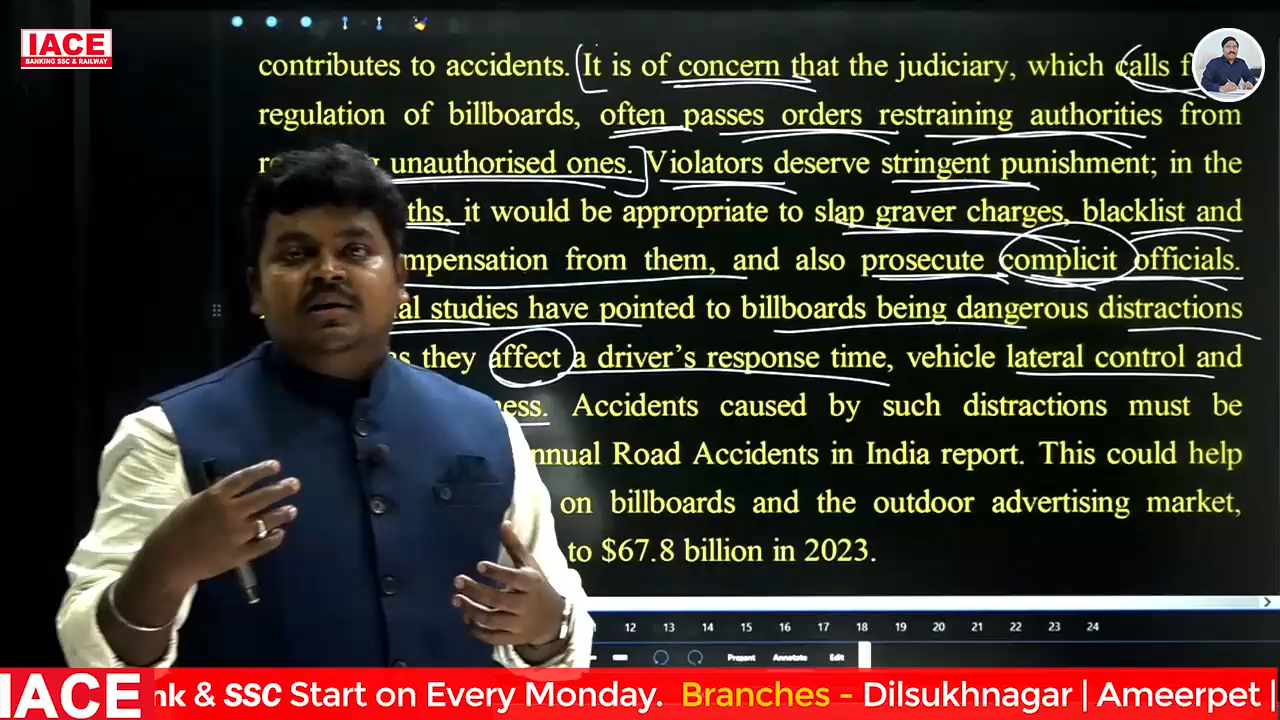 IACE
BANKING SSC & RAILWAY
contributes to accidents. It is of concern that the judiciary, which calls
regulation of billboards, often passes orders restraining authorities from
unauthorised ones. Violators deserve stringent punishment; in the
ths, it would be appropriate to slap graver charges, blacklist and
mpensation from them, and also prosecute complicit officials.
al studies have pointed to billboards being dangerous distractions
s they affect a driver’s response time, vehicle lateral control and
ess. Accidents caused by such distractions must be
nnual Road Accidents in India report. This could help
on billboards and the outdoor advertising market,
to $67.8 billion in 2023.
12 13 14 15 16 17 18 19 20 21 22 23 24
Present Annotate Edit
IACE nk & SSC Start on Every Monday. Branches - Dilsukhnagar | Ameerpet |